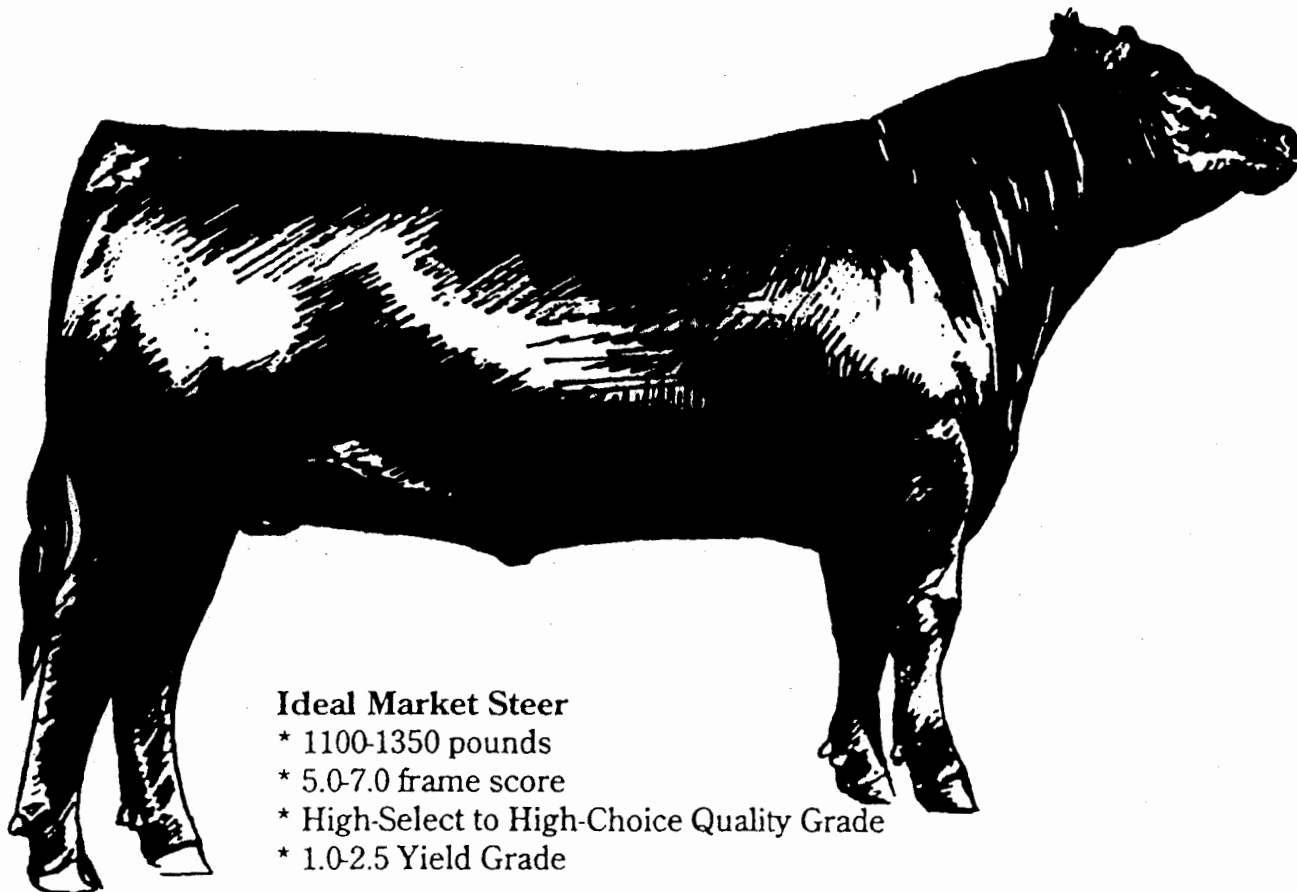 Ideal Market Steer
* 1100-1350 pounds
* 5.0-7.0 frame score
* High-Select to High-Choice Quality Grade
* 1.0-2.5 Yield Grade